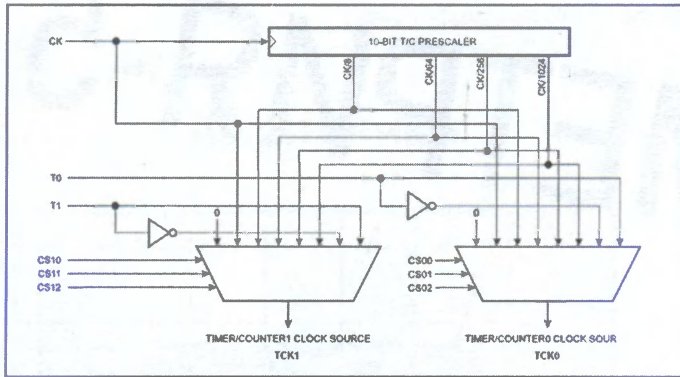 10-BIT T/C PRESCALER
CK
CK/8
CK/64
CK/256
CK/1024
T0
T1
0
0
CS10
CS11
CS12
CS00
CS01
CS02
TIMER/COUNTER1 CLOCK SOURCE
TCK1
TIMER/COUNTER0 CLOCK SOUR
TCK0